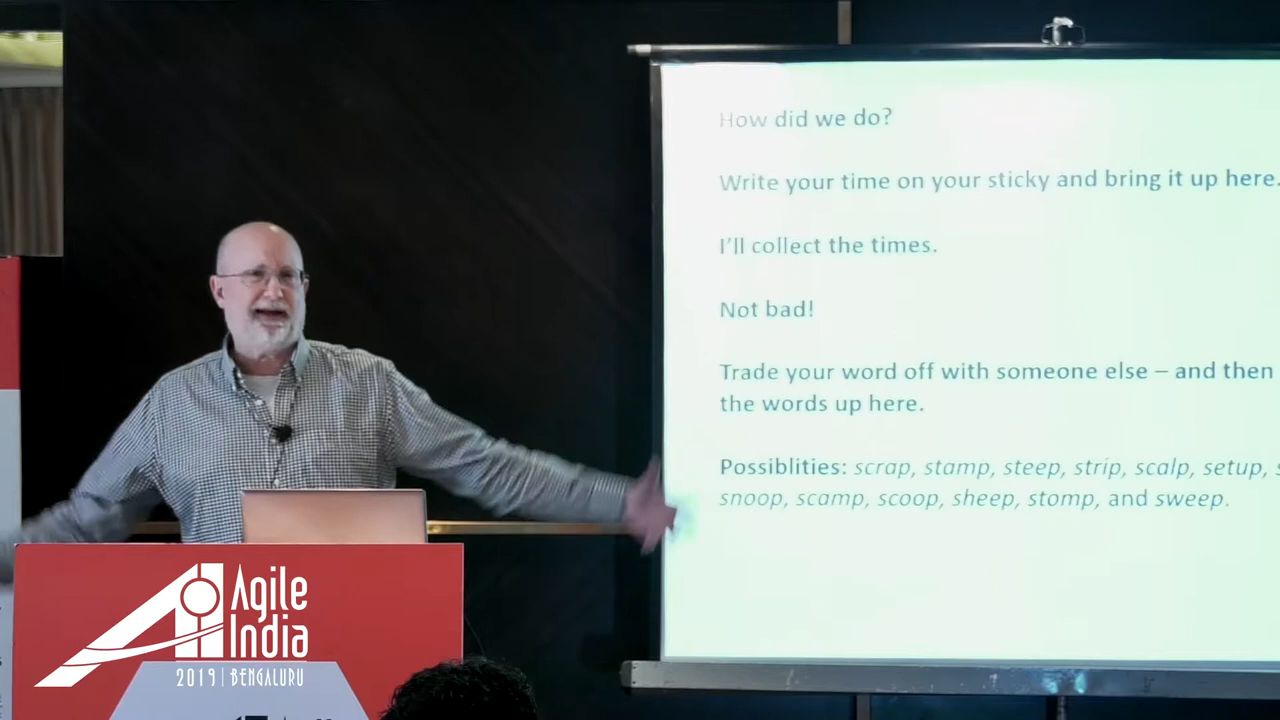 How did we do?
Write your time on your sticky and bring it up here.
I'll collect the times.
Not bad!
Trade your word off with someone else – and then
the words up here.
Possiblities: scrap, stamp, steep, strip, scalp, setup,
snoop, scamp, scoop, sheep, stomp, and sweep.
Agile
India
2019 | BENGALURU